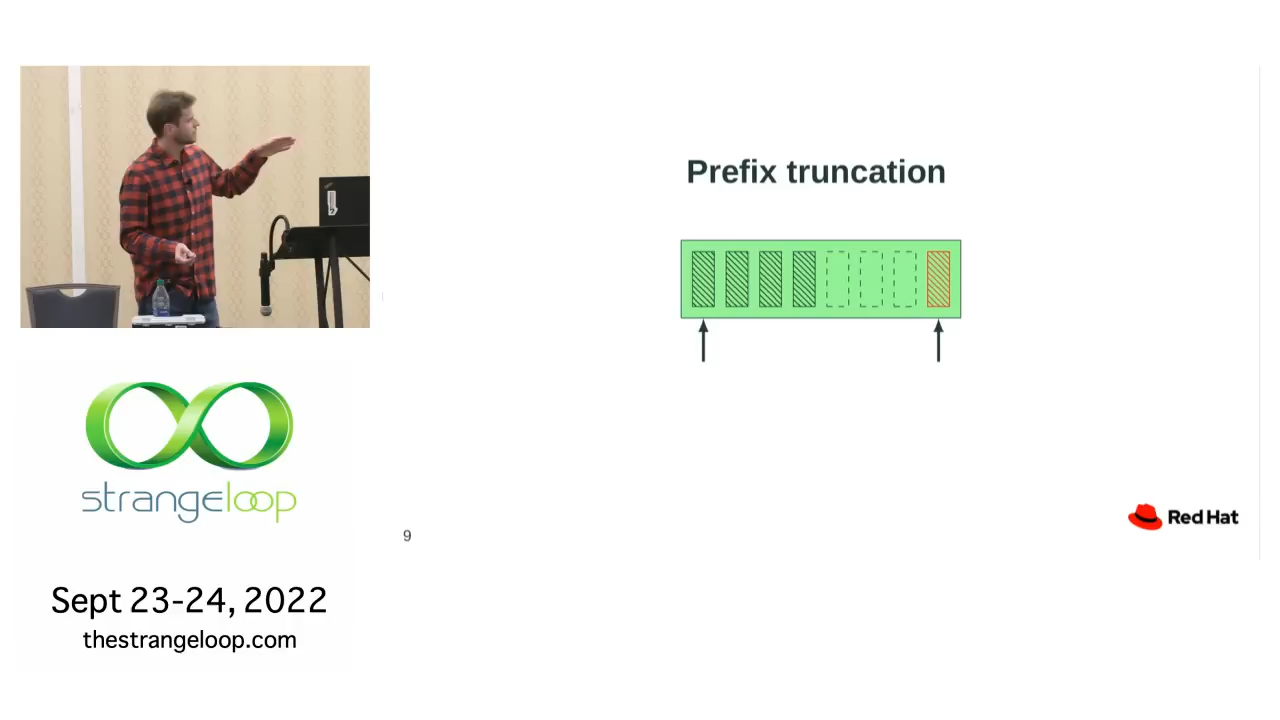 Prefix truncation
Red Hat
9
strangeloop
Sept 23-24, 2022
thestrangeloop.com